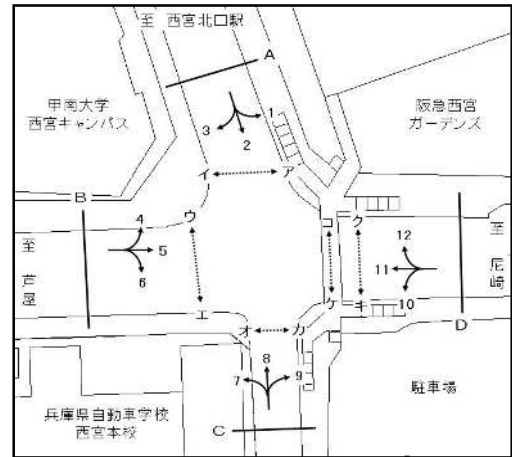 至 西宮北口駅
A
甲南大学
西宮キャンパス
阪急西宮
ガーデンズ
1
3
2
イ
ア
B
ウ
コ
ク
D
4
5
6
至 芦屋
12
11
10
至 尼崎
エ
ケ
キ
オ
カ
8
7
9
兵庫県自動車学校
西宮本校
C
駐車場